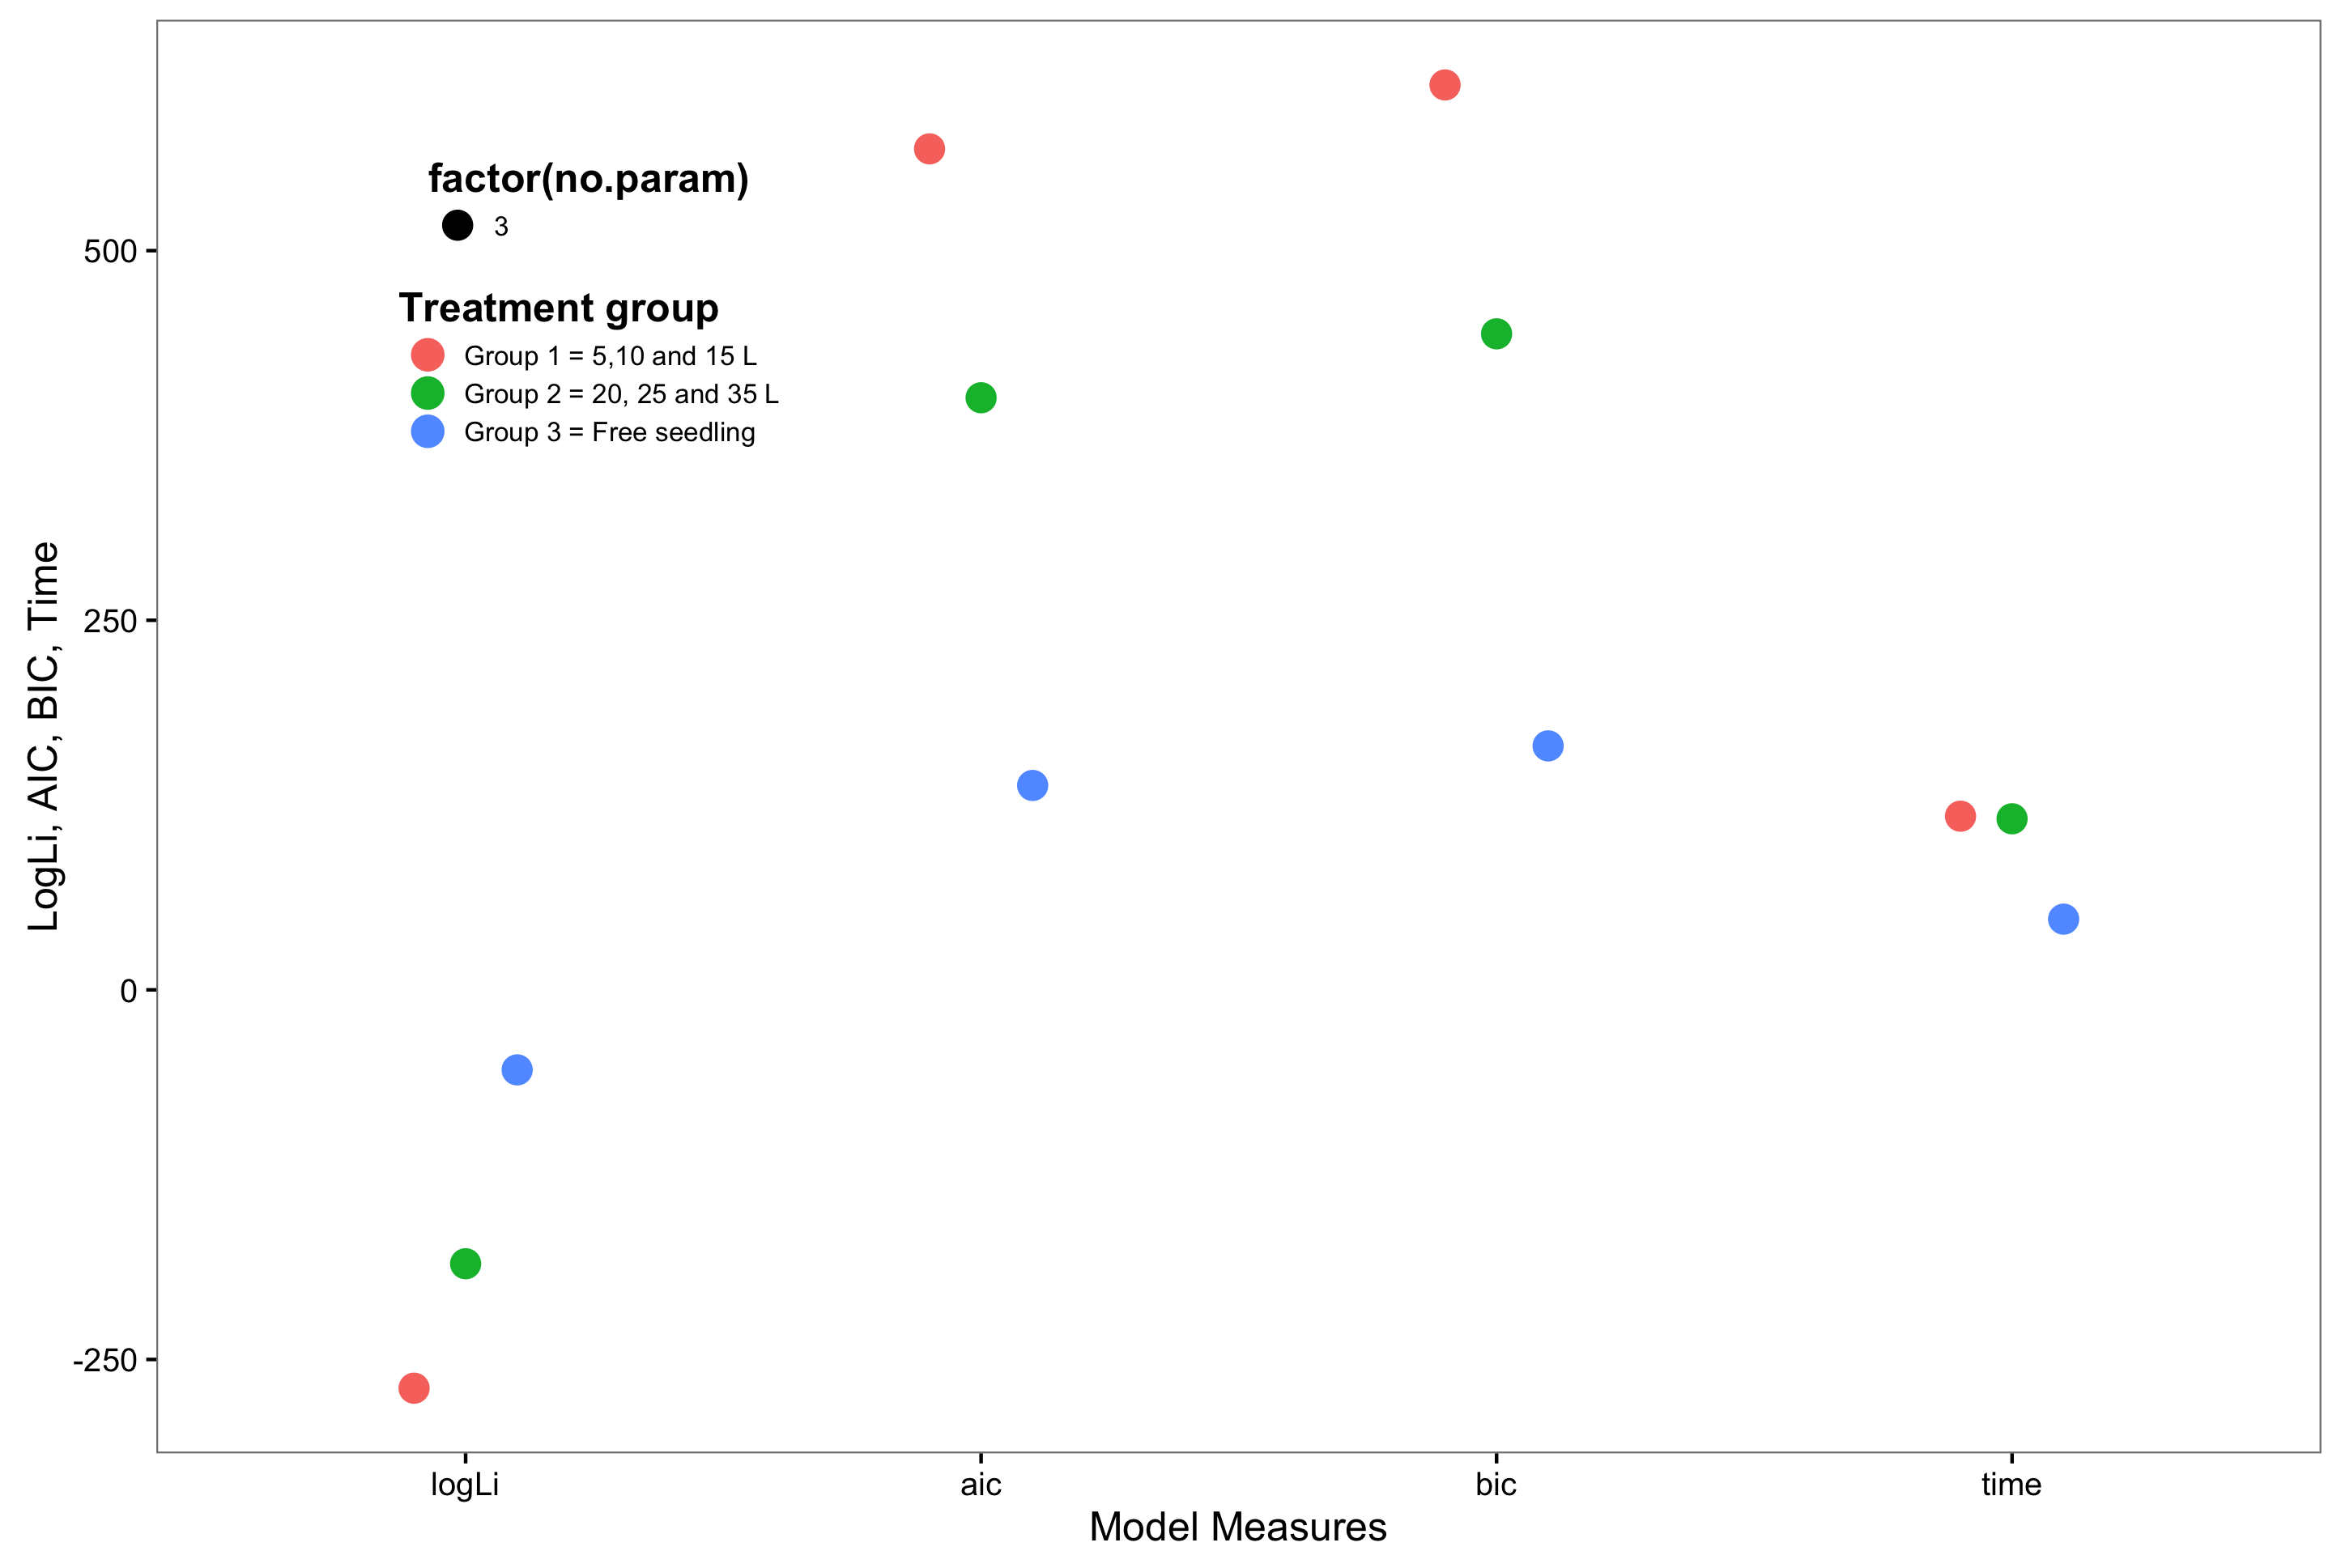 factor(no.param)
3
Treatment group
Group 1 = 5,10 and 15 L
Group 2 = 20, 25 and 35 L
Group 3 = Free seedling
LogLi, AIC, BIC, Time
500
250
0
-250
logLi aic bic time
Model Measures